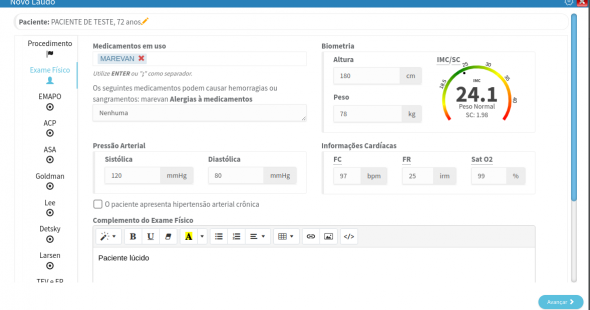 Novo Laudo
Paciente: PACIENTE DE TESTE, 72 anos
Procedimento
Exame Físico
EMAPO
ACP
ASA
Goldman
Lee
Detsky
Larsen
TEV e EP
Medicamentos em uso
MAREVAN ✖
Utilize ENTER ou ";" como separador.
Os seguintes medicamentos podem causar hemorragias ou
sangramentos: marevan Alergias à medicamentos
Nenhuma
Biometria
Altura
180 cm
Peso
78 kg
IMC/SC
18.5 25 30 35 40
IMC
24.1
Peso Normal
SC: 1.98
Pressão Arterial
Sistólica Diastólica
120 mmHg 80 mmHg
O paciente apresenta hipertensão arterial crônica
Informações Cardíacas
FC FR Sat O2
97 bpm 25 irm 99 %
Complemento do Exame Físico
B U A
Paciente lúcido
Avançar